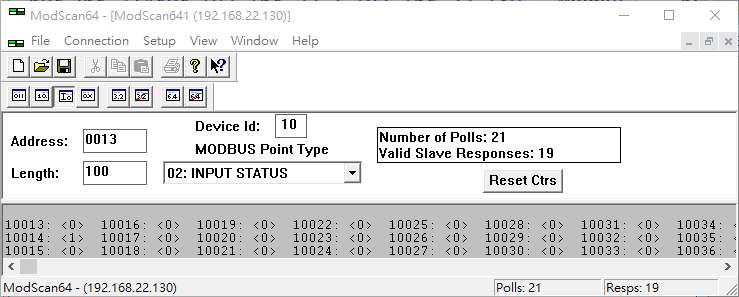 ModScan64 - [ModScan641 (192.168.22.130)]
File Connection Setup View Window Help
Address: 0013
Device Id: 10
MODBUS Point Type
Length: 100
02: INPUT STATUS
Number of Polls: 21
Valid Slave Responses: 19
Reset Ctrs
10013: <0> 10016: <0> 10019: <0> 10022: <0> 10025: <0> 10028: <0> 10031: <0> 10034: <
10014: <1> 10017: <0> 10020: <0> 10023: <0> 10026: <0> 10029: <0> 10032: <0> 10035: <
10015: <0> 10018: <0> 10021: <0> 10024: <0> 10027: <0> 10030: <0> 10033: <0> 10036: <
ModScan64 - (192.168.22.130) Polls: 21 Resps: 19